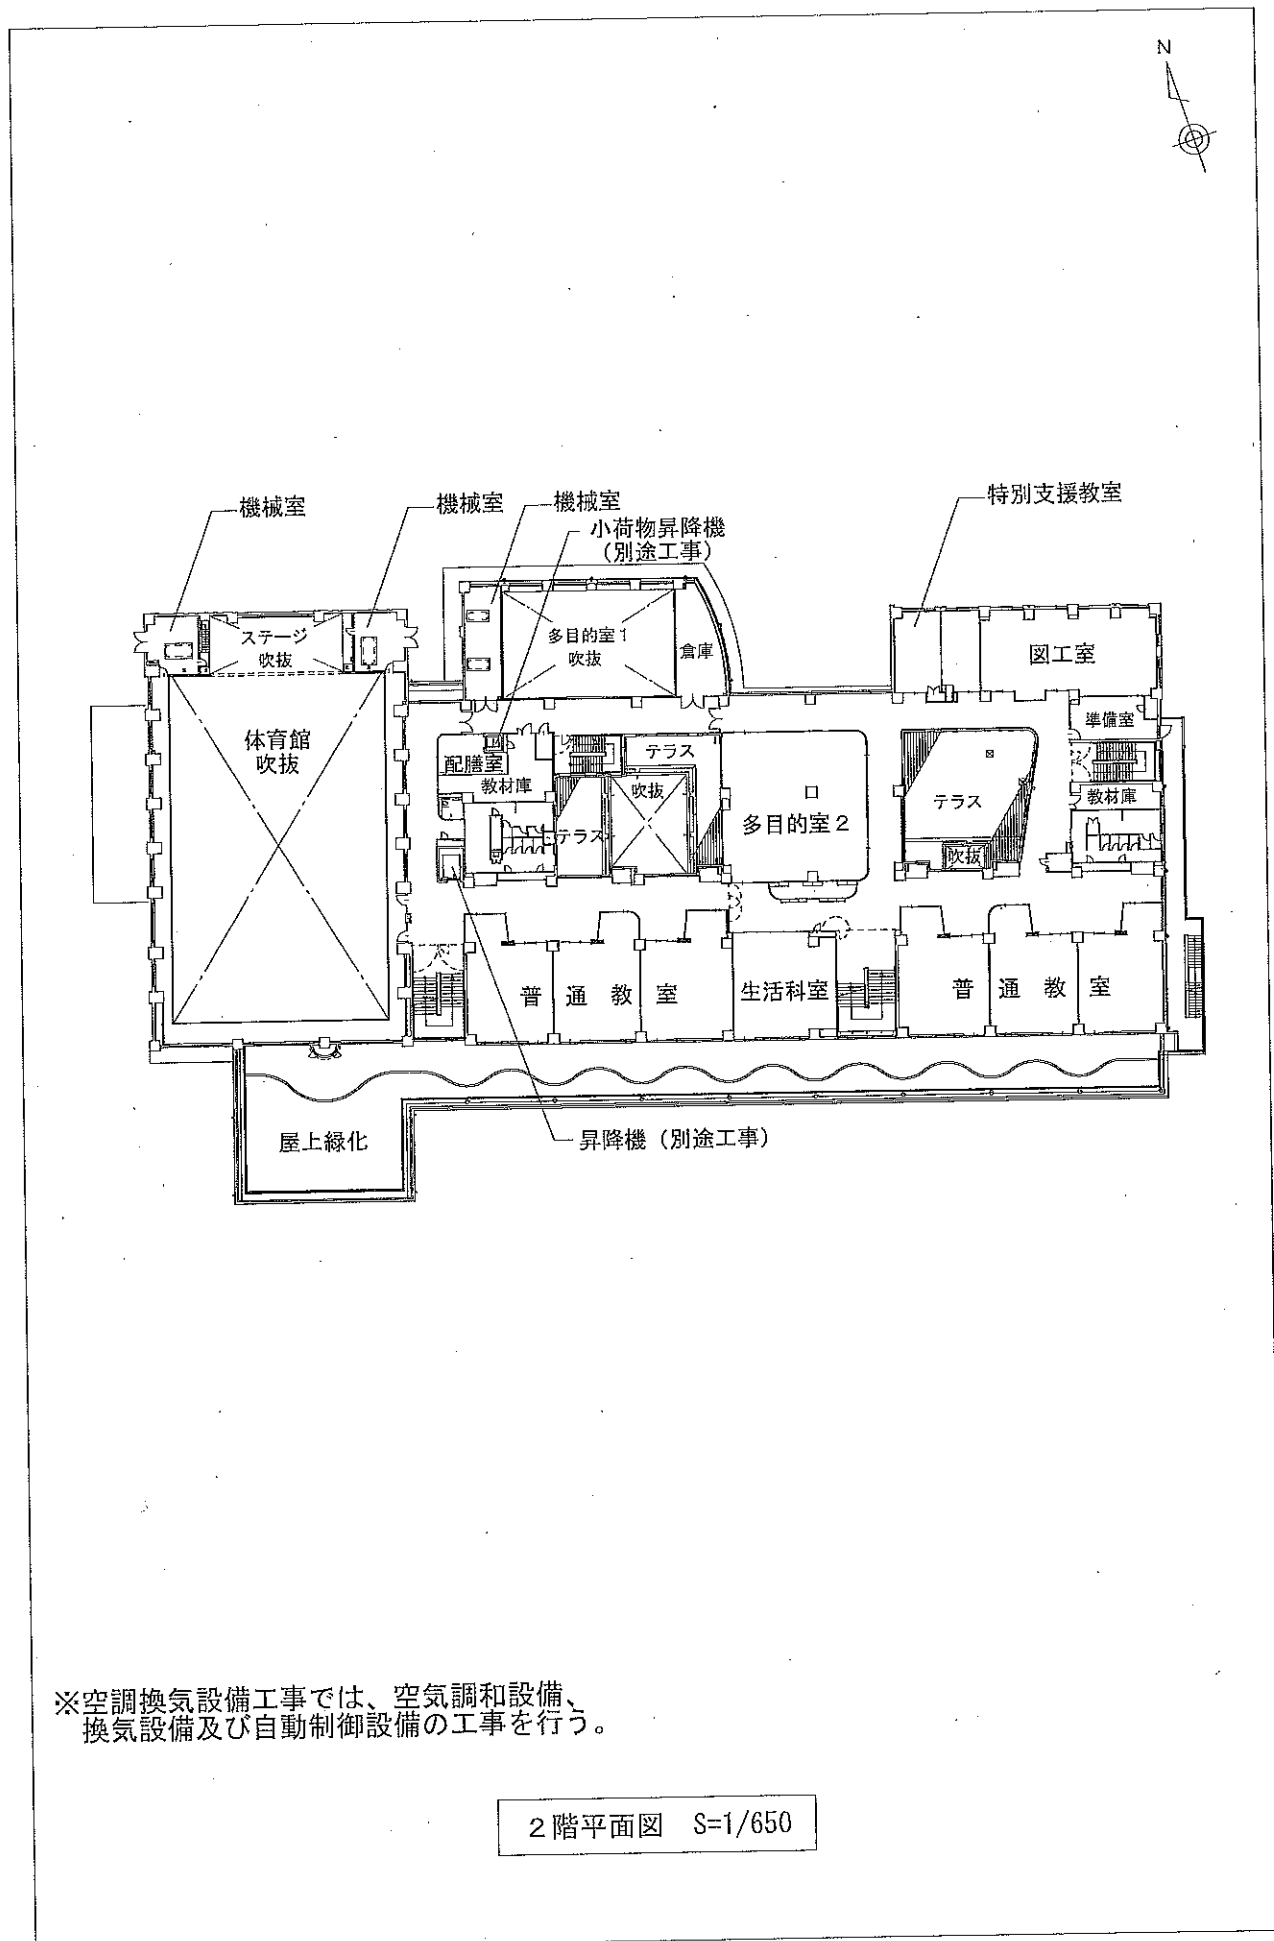 N
機械室
機械室
機械室
小荷物昇降機
(別途工事)
特別支援教室
ステージ
吹抜
多目的室1
吹抜
倉庫
図工室
体育館
吹抜
配膳室
教材庫
テラス
吹抜
テラス
多目的室2
テラス
吹抜
準備室
教材庫
普通教室
生活科室
普通教室
屋上緑化
昇降機(別途工事)
※空調換気設備工事では、空気調和設備、
換気設備及び自動制御設備の工事を行う。
2階平面図 S=1/650